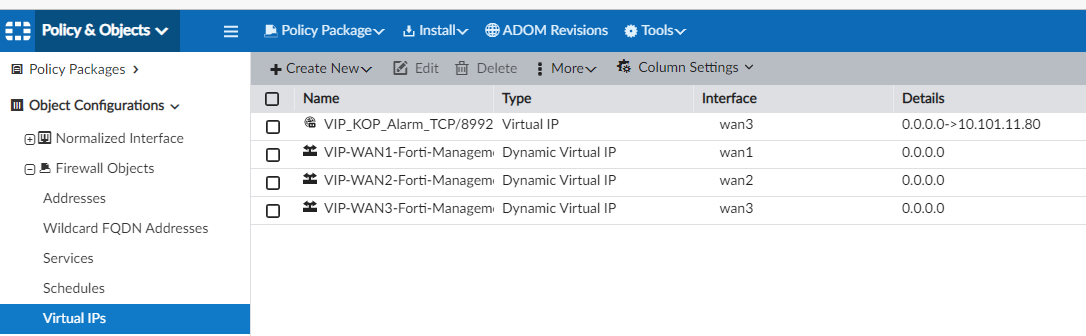 Policy & Objects Policy Package Install ADOM Revisions Tools
Policy Packages
Create New Edit Delete More Column Settings
Object Configurations
Name Type Interface Details
Normalized Interface
VIP_KOP_Alarm_TCP/8992 Virtual IP wan3 0.0.0.0->10.101.11.80
VIP-WAN1-Forti-Managem Dynamic Virtual IP wan1 0.0.0.0
Firewall Objects
VIP-WAN2-Forti-Managem Dynamic Virtual IP wan2 0.0.0.0
Addresses
VIP-WAN3-Forti-Managem Dynamic Virtual IP wan3 0.0.0.0
Wildcard FQDN Addresses
Services
Schedules
Virtual IPs